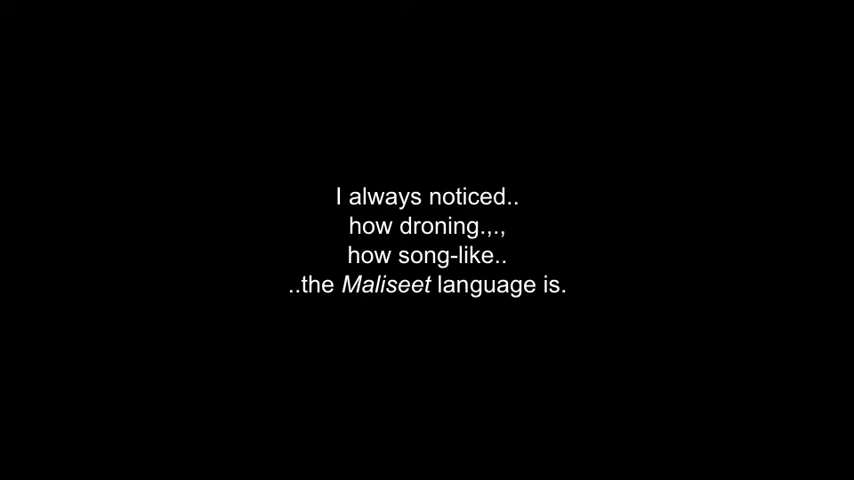 I always noticed..
how droning.,.,
how song-like..
..the Maliseet language is.